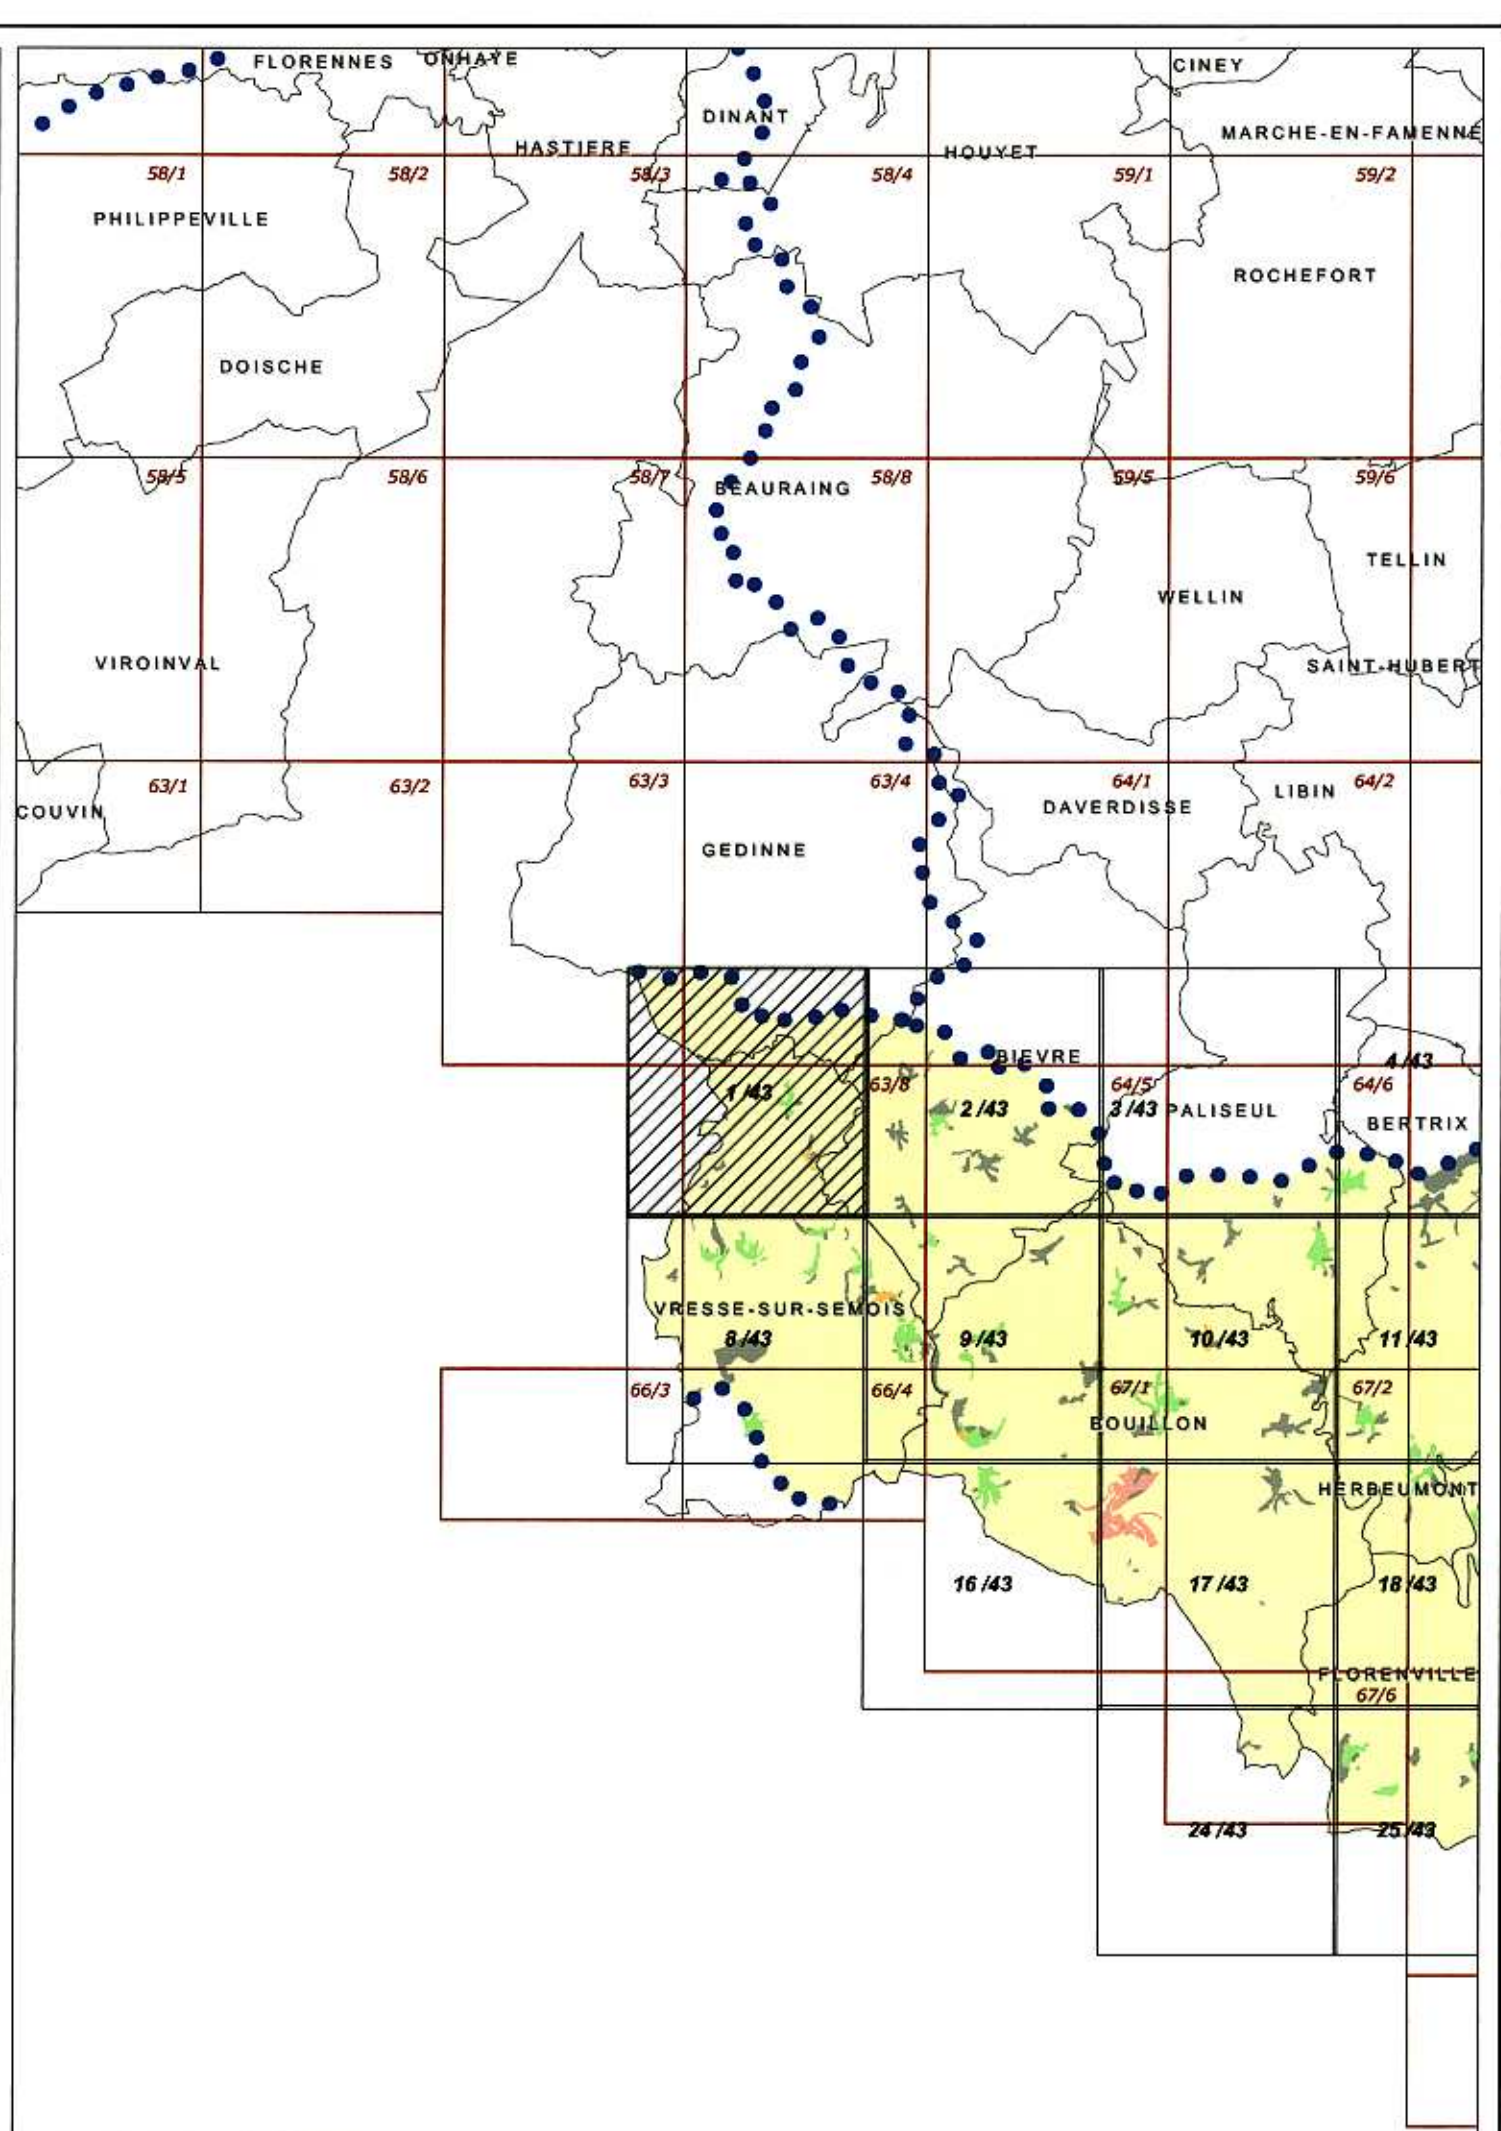 FLORENNES ONHAYE CINEY
DINANT
MARCHE-EN-FAMENNE
HASTIERE HOUYET
58/1 58/2 58/3 58/4 59/1 59/2
PHILIPPEVILLE
ROCHEFORT
DOISCHE
58/5 58/6 58/7 58/8 59/5 59/6
BEAURAING
TELLIN
WELLIN
VIROINVAL SAINT-HUBERT
63/1 63/2 63/3 63/4 64/1 64/2
COUVIN DAVERDISSE LIBIN
GEDINNE
BIEVRE 4/43
63/8 64/5 64/6
1/43 2/43 3/43 PALISEUL
BERTRIX
VRESSE-SUR-SEMOIS
8/43 9/43 10/43 11/43
66/3 66/4 67/1 67/2
BOUILLON
HERBEUMONT
16/43 17/43 18/43
FLORENVILLE
67/6
24/43 25/43